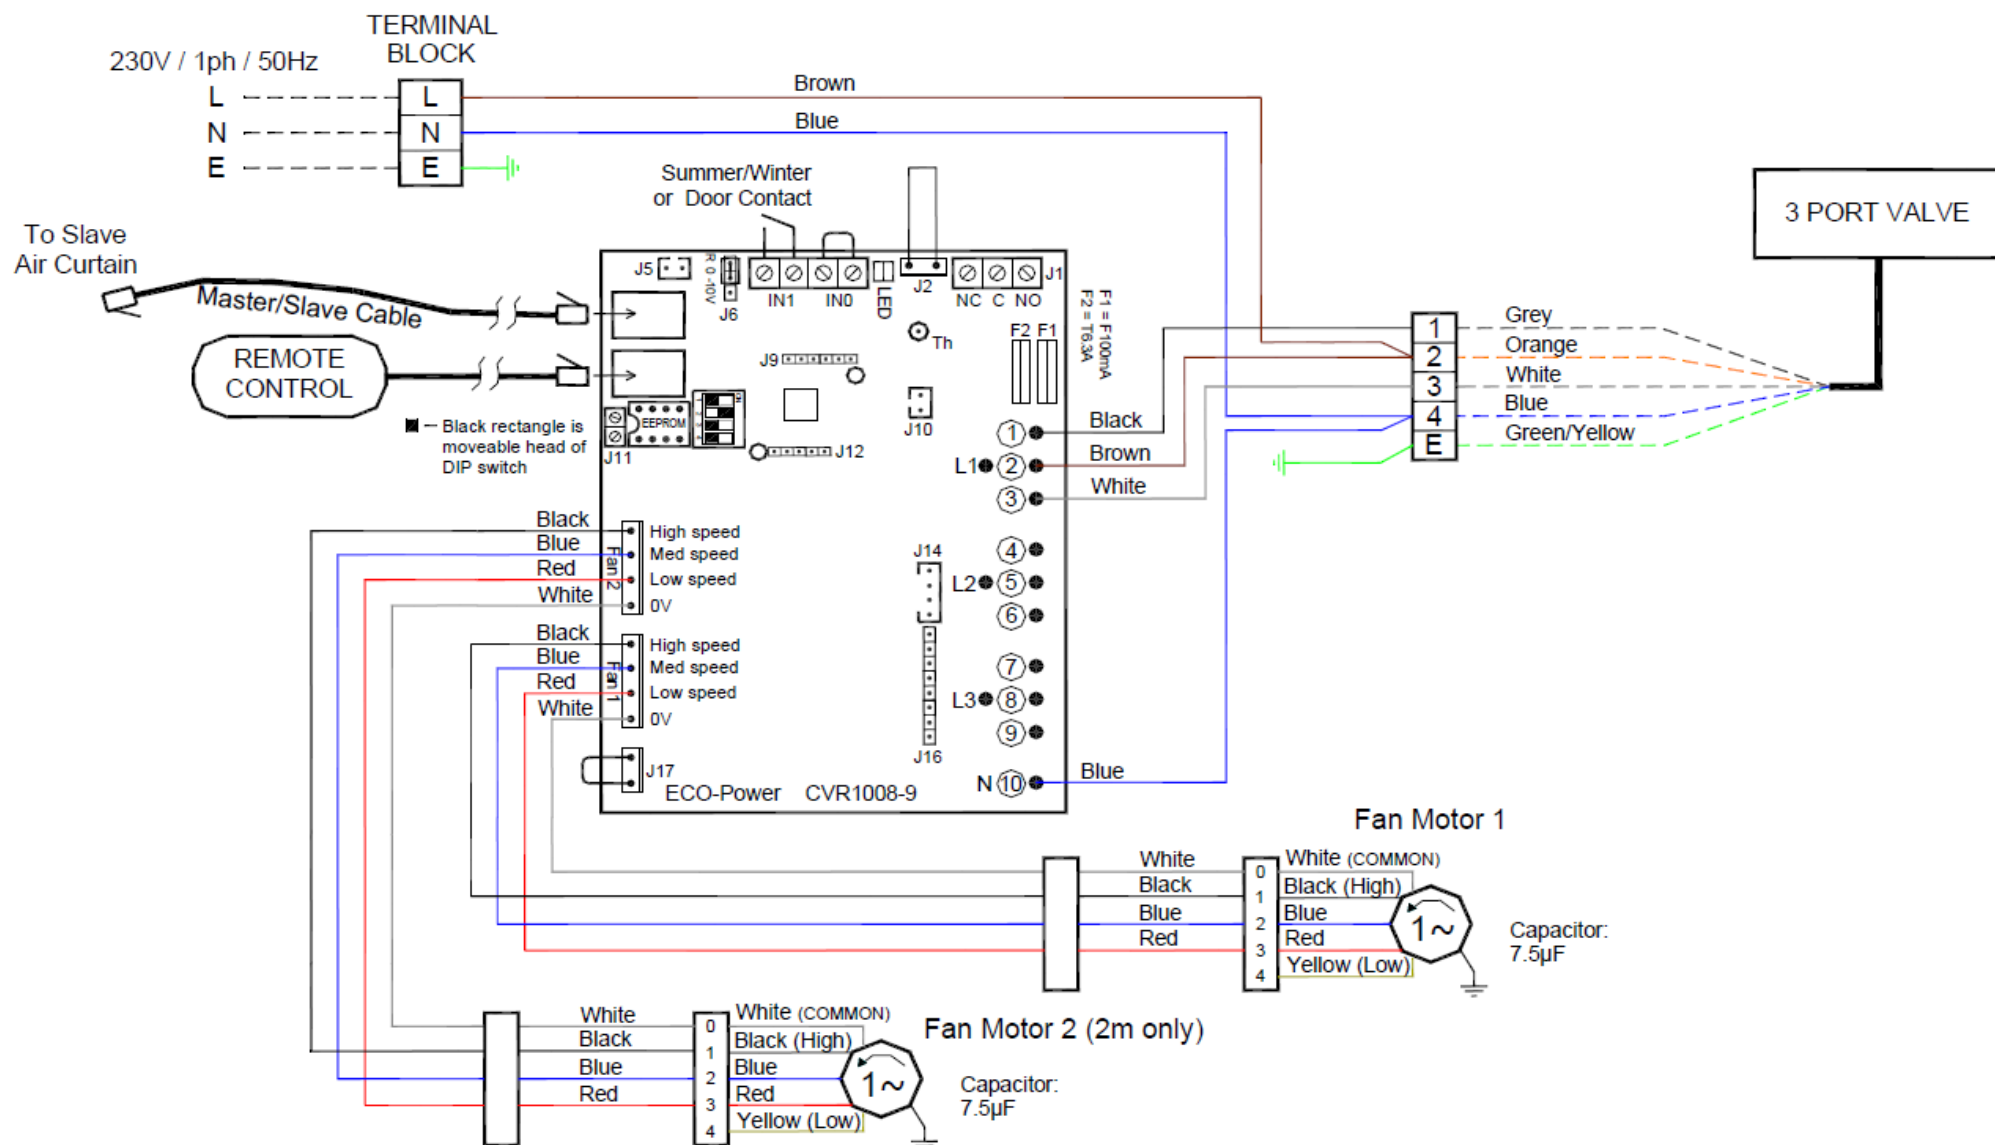 TERMINAL
BLOCK
230V / 1ph / 50Hz
L
L
Brown
N
N
Blue
E
E
Summer/Winter
or Door Contact
3 PORT VALVE
To Slave
Air Curtain
Master/Slave Cable
REMOTE
CONTROL
J5
R 0 -10V
J6
IN1
IN0
LED
J2
NC
C
NO
J1
F1 = F100mA
F2 = T6.3A
F2
F1
Th
J9
J10
EEPROM
J11
J12
– Black rectangle is
moveable head of
DIP switch
1
Black
L1
2
Brown
3
White
4
L2
5
6
7
L3
8
9
N
10
Blue
1
Grey
2
Orange
3
White
4
Blue
E
Green/Yellow
Black
High speed
Blue
Med speed
Red
Low speed
White
0V
Fan 2
Black
High speed
Blue
Med speed
Red
Low speed
White
0V
Fan 1
J14
J16
J17
ECO-Power CVR1008-9
Fan Motor 1
White
0
White (COMMON)
Black
1
Black (High)
Blue
2
Blue
Red
3
Red
4
Yellow (Low)
1~
Capacitor:
7.5µF
Fan Motor 2 (2m only)
White
0
White (COMMON)
Black
1
Black (High)
Blue
2
Blue
Red
3
Red
4
Yellow (Low)
1~
Capacitor:
7.5µF